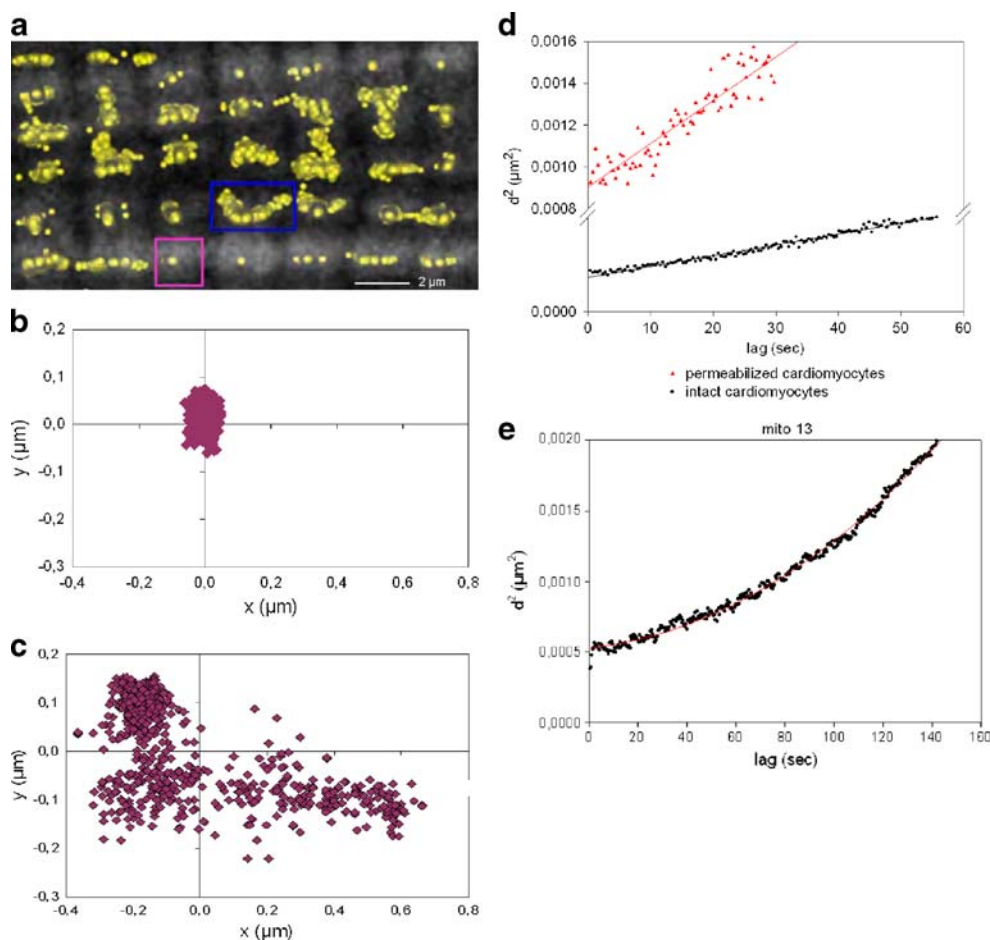 a
2 µm
b
0,2
0,1
0,0
-0,1
-0,2
-0,3
y (µm)
-0,4 -0,2 0,0 0,2 0,4 0,6 0,8
x (µm)
c
0,2
0,1
0,0
-0,1
-0,2
-0,3
y (µm)
-0,4 -0,2 0,0 0,2 0,4 0,6 0,8
x (µm)
d
0,0016
0,0014
0,0012
0,0010
0,0008
0,0000
d² (µm²)
0 10 20 30 40 50 60
lag (sec)
permeabilized cardiomyocytes
intact cardiomyocytes
e
mito 13
0,0020
0,0015
0,0010
0,0005
0,0000
d² (µm²)
0 20 40 60 80 100 120 140 160
lag (sec)